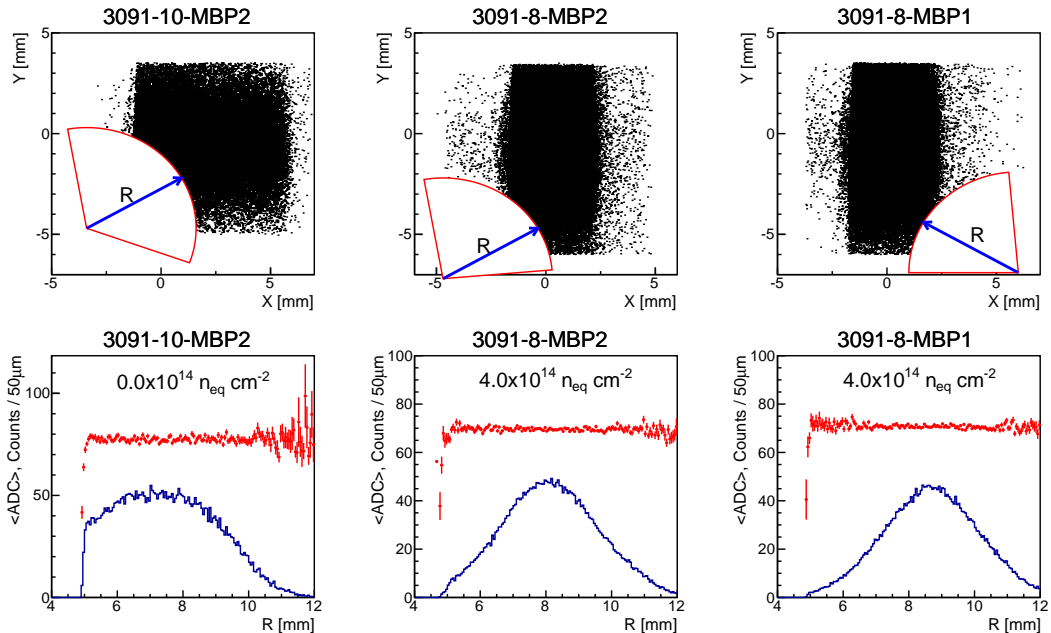 3091-10-MBP2
Y [mm]
5
0
-5
R
-5
0
5
X [mm]
3091-8-MBP2
Y [mm]
5
0
-5
R
-5
0
5
X [mm]
3091-8-MBP1
Y [mm]
5
0
-5
R
-5
0
5
X [mm]
3091-10-MBP2
<ADC>, Counts / 50μm
100
50
0
0.0x10^14 n_eq cm^-2
4 6 8 10 12
R [mm]
3091-8-MBP2
<ADC>, Counts / 50μm
100
80
60
40
20
0
4.0x10^14 n_eq cm^-2
4 6 8 10 12
R [mm]
3091-8-MBP1
<ADC>, Counts / 50μm
100
80
60
40
20
0
4.0x10^14 n_eq cm^-2
4 6 8 10 12
R [mm]